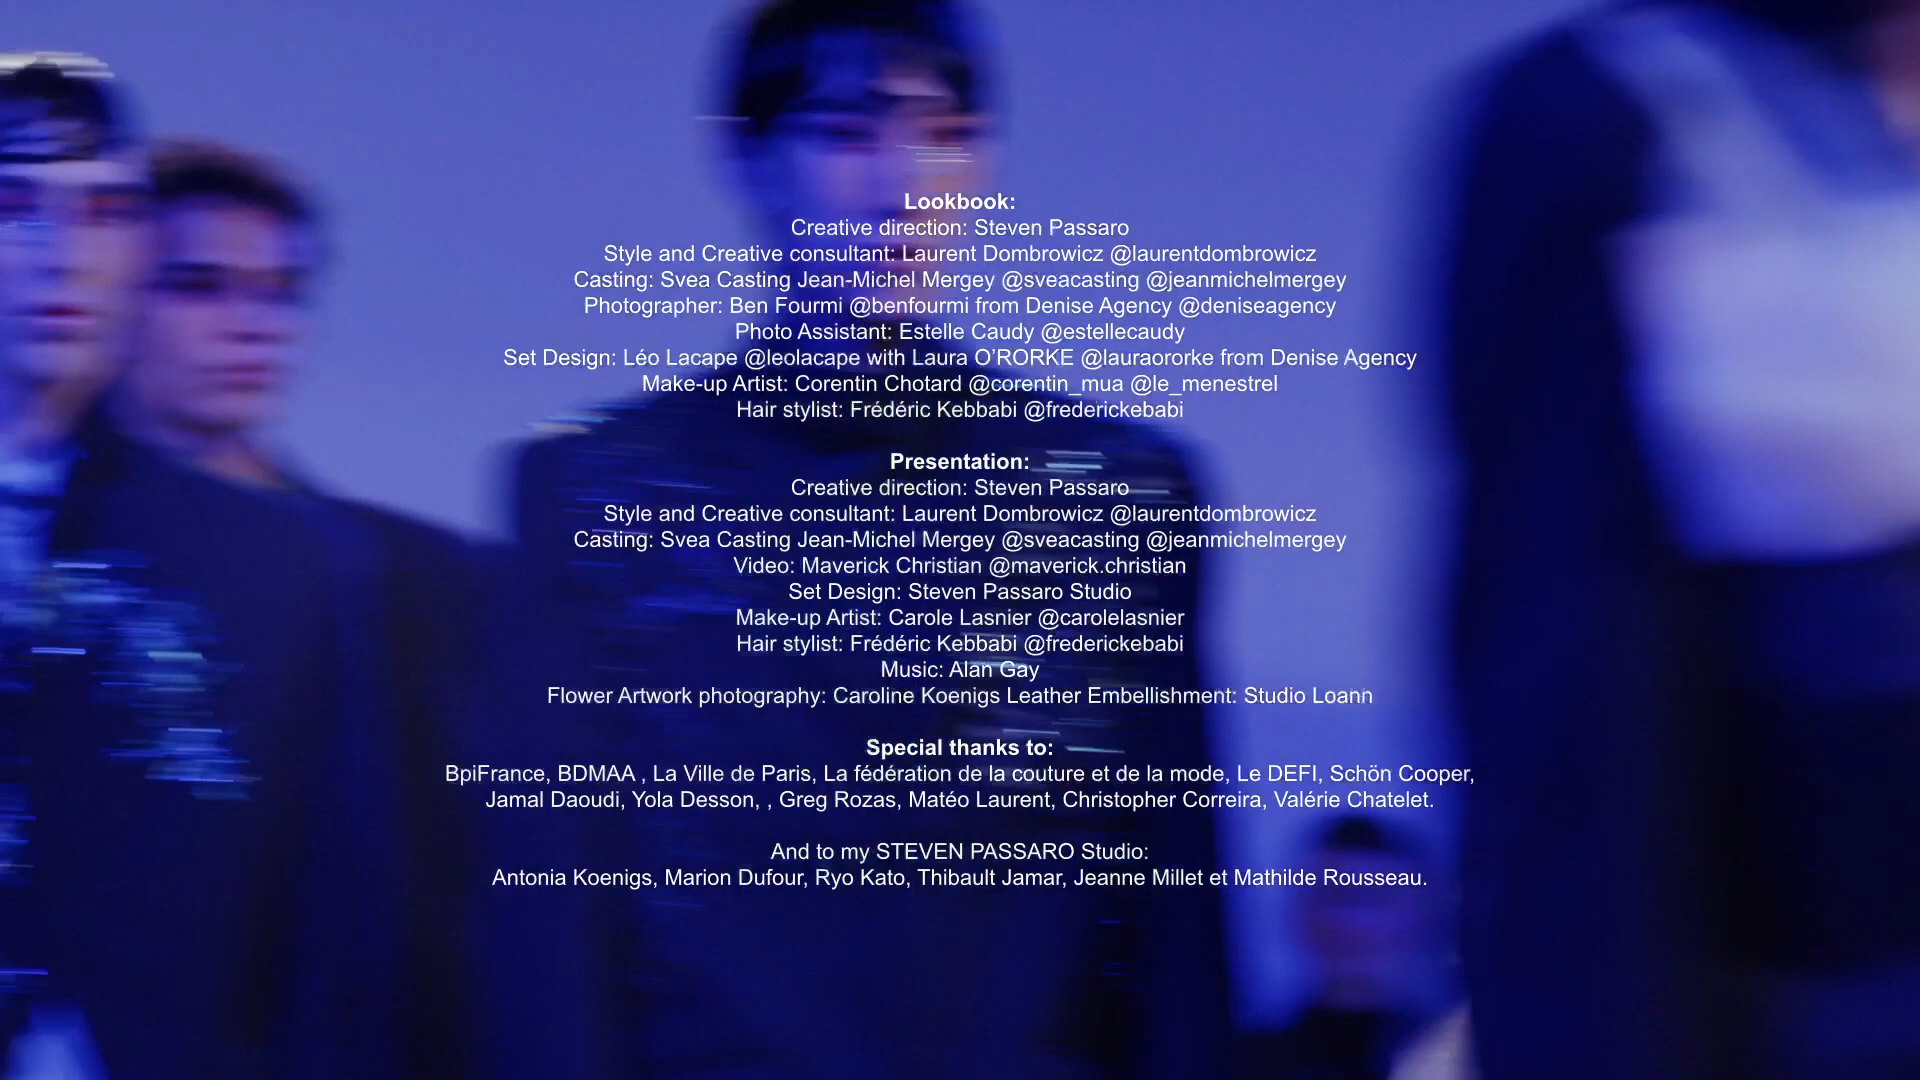 Lookbook:
Creative direction: Steven Passaro
Style and Creative consultant: Laurent Dombrowicz @laurentdombrowicz
Casting: Svea Casting Jean-Michel Mergey @sveacasting @jeanmichelmergey
Photographer: Ben Fourmi @benfourmi from Denise Agency @deniseagency
Photo Assistant: Estelle Caudy @estellecaudy
Set Design: Léo Lacape @leolacape with Laura O’RORKE @lauraororke from Denise Agency
Make-up Artist: Corentin Chotard @corentin_mua @le_menestrel
Hair stylist: Frédéric Kebbabi @frederickebabi
Presentation:
Creative direction: Steven Passaro
Style and Creative consultant: Laurent Dombrowicz @laurentdombrowicz
Casting: Svea Casting Jean-Michel Mergey @sveacasting @jeanmichelmergey
Video: Maverick Christian @maverick.christian
Set Design: Steven Passaro Studio
Make-up Artist: Carole Lasnier @carolelasnier
Hair stylist: Frédéric Kebbabi @frederickebabi
Music: Alan Gay
Flower Artwork photography: Caroline Koenigs Leather Embellishment: Studio Loann
Special thanks to:
BpiFrance, BDMAA , La Ville de Paris, La fédération de la couture et de la mode, Le DEFI, Schön Cooper,
Jamal Daoudi, Yola Desson, , Greg Rozas, Matéo Laurent, Christopher Correira, Valérie Chatelet.
And to my STEVEN PASSARO Studio:
Antonia Koenigs, Marion Dufour, Ryo Kato, Thibault Jamar, Jeanne Millet et Mathilde Rousseau.